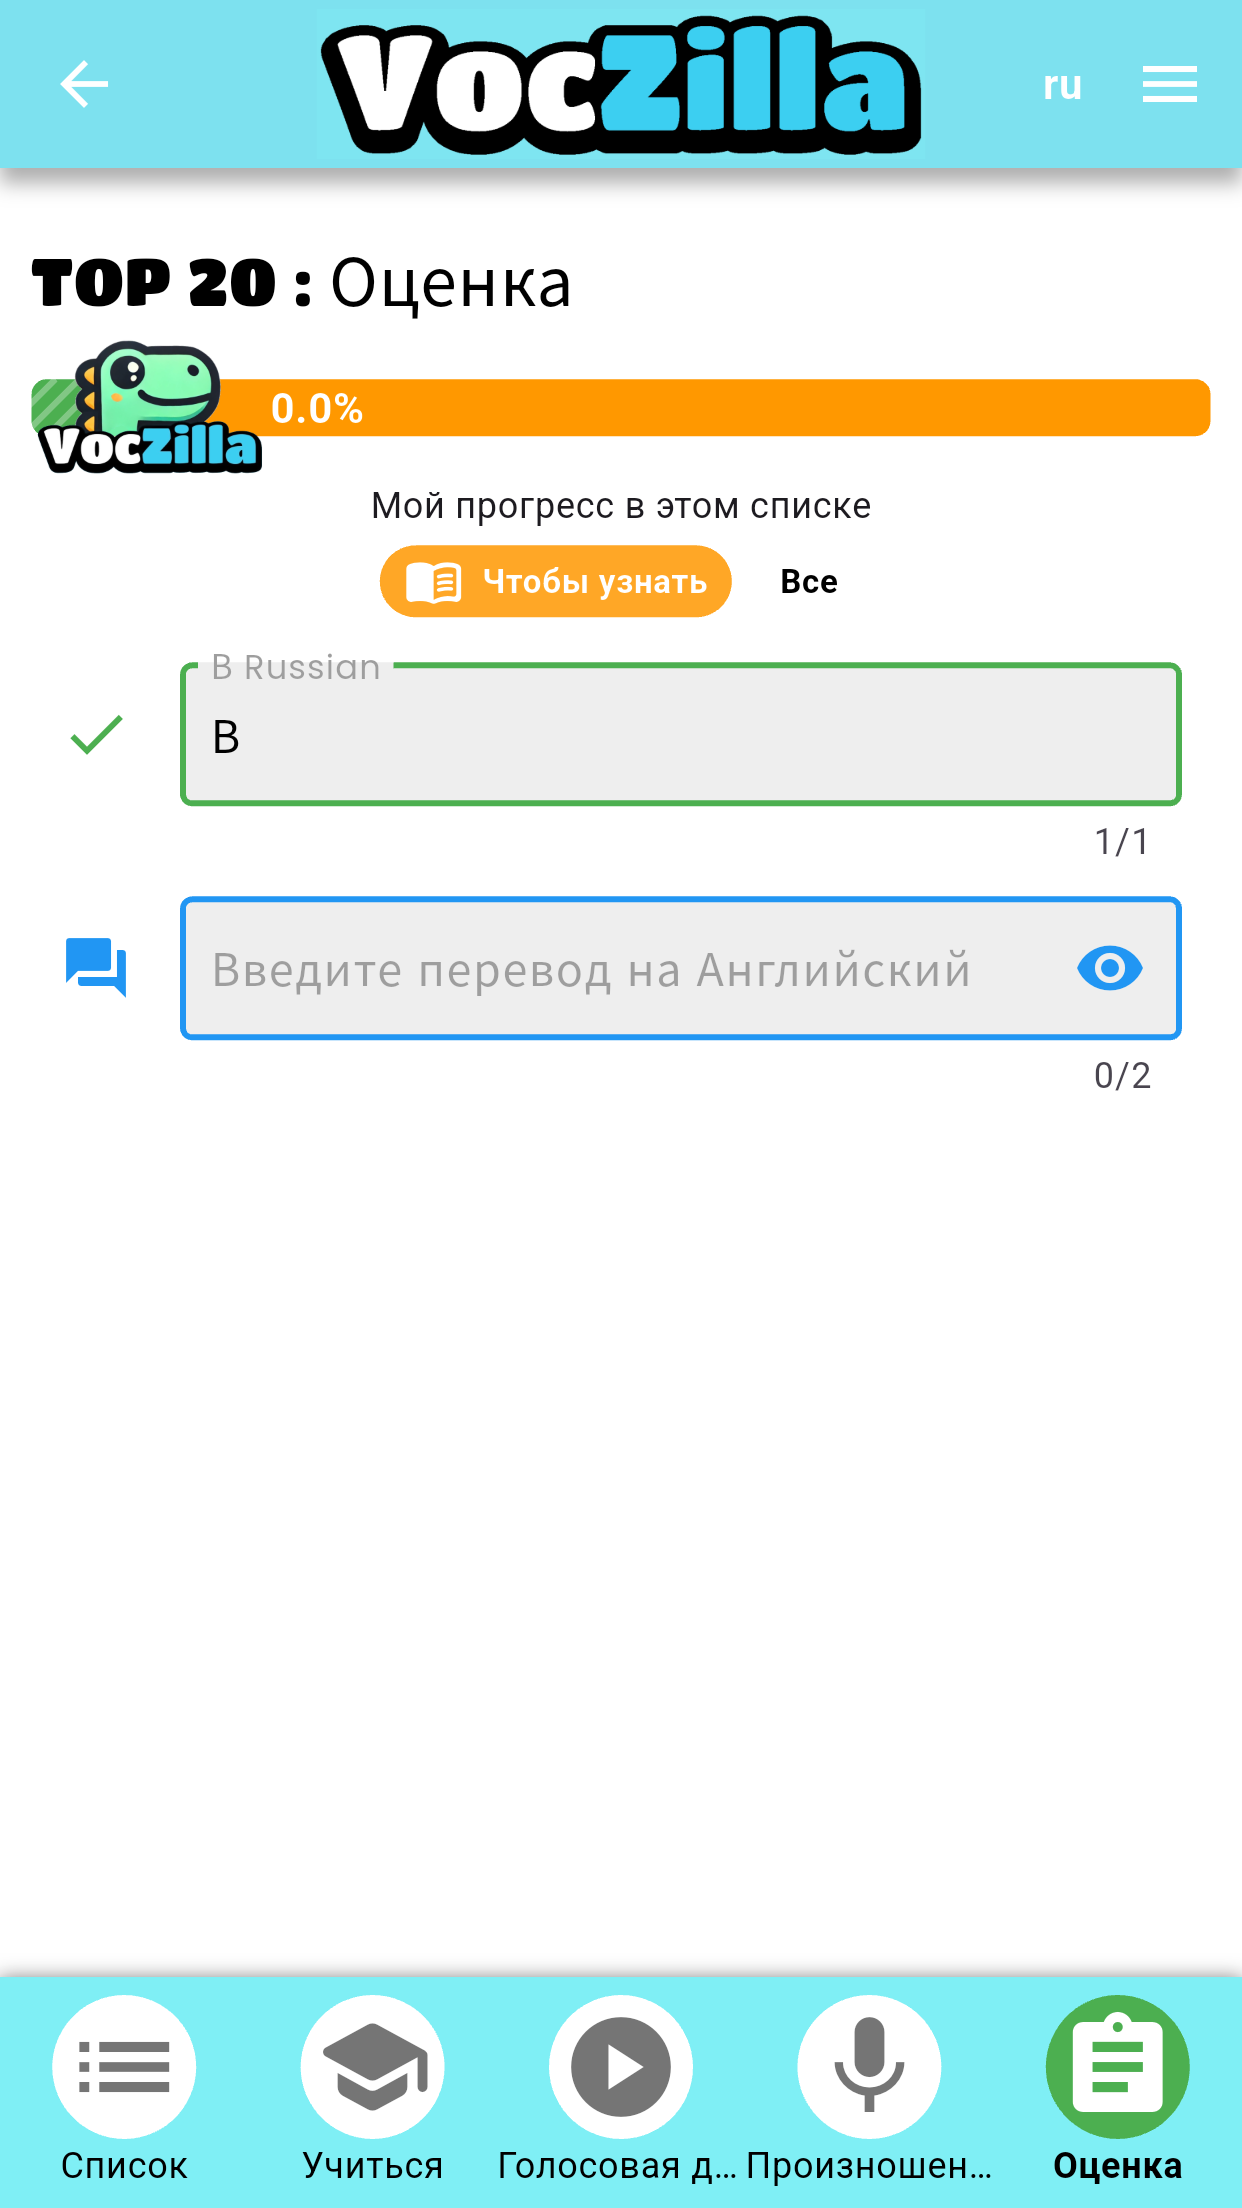 VocZilla
ru
TOP 20 : Оценка
0.0%
VocZilla
Мой прогресс в этом списке
Чтобы узнать
Все
В Russian
В
1/1
Введите перевод на Английский
0/2
Список
Учиться
Голосовая д...
Произношен...
Оценка